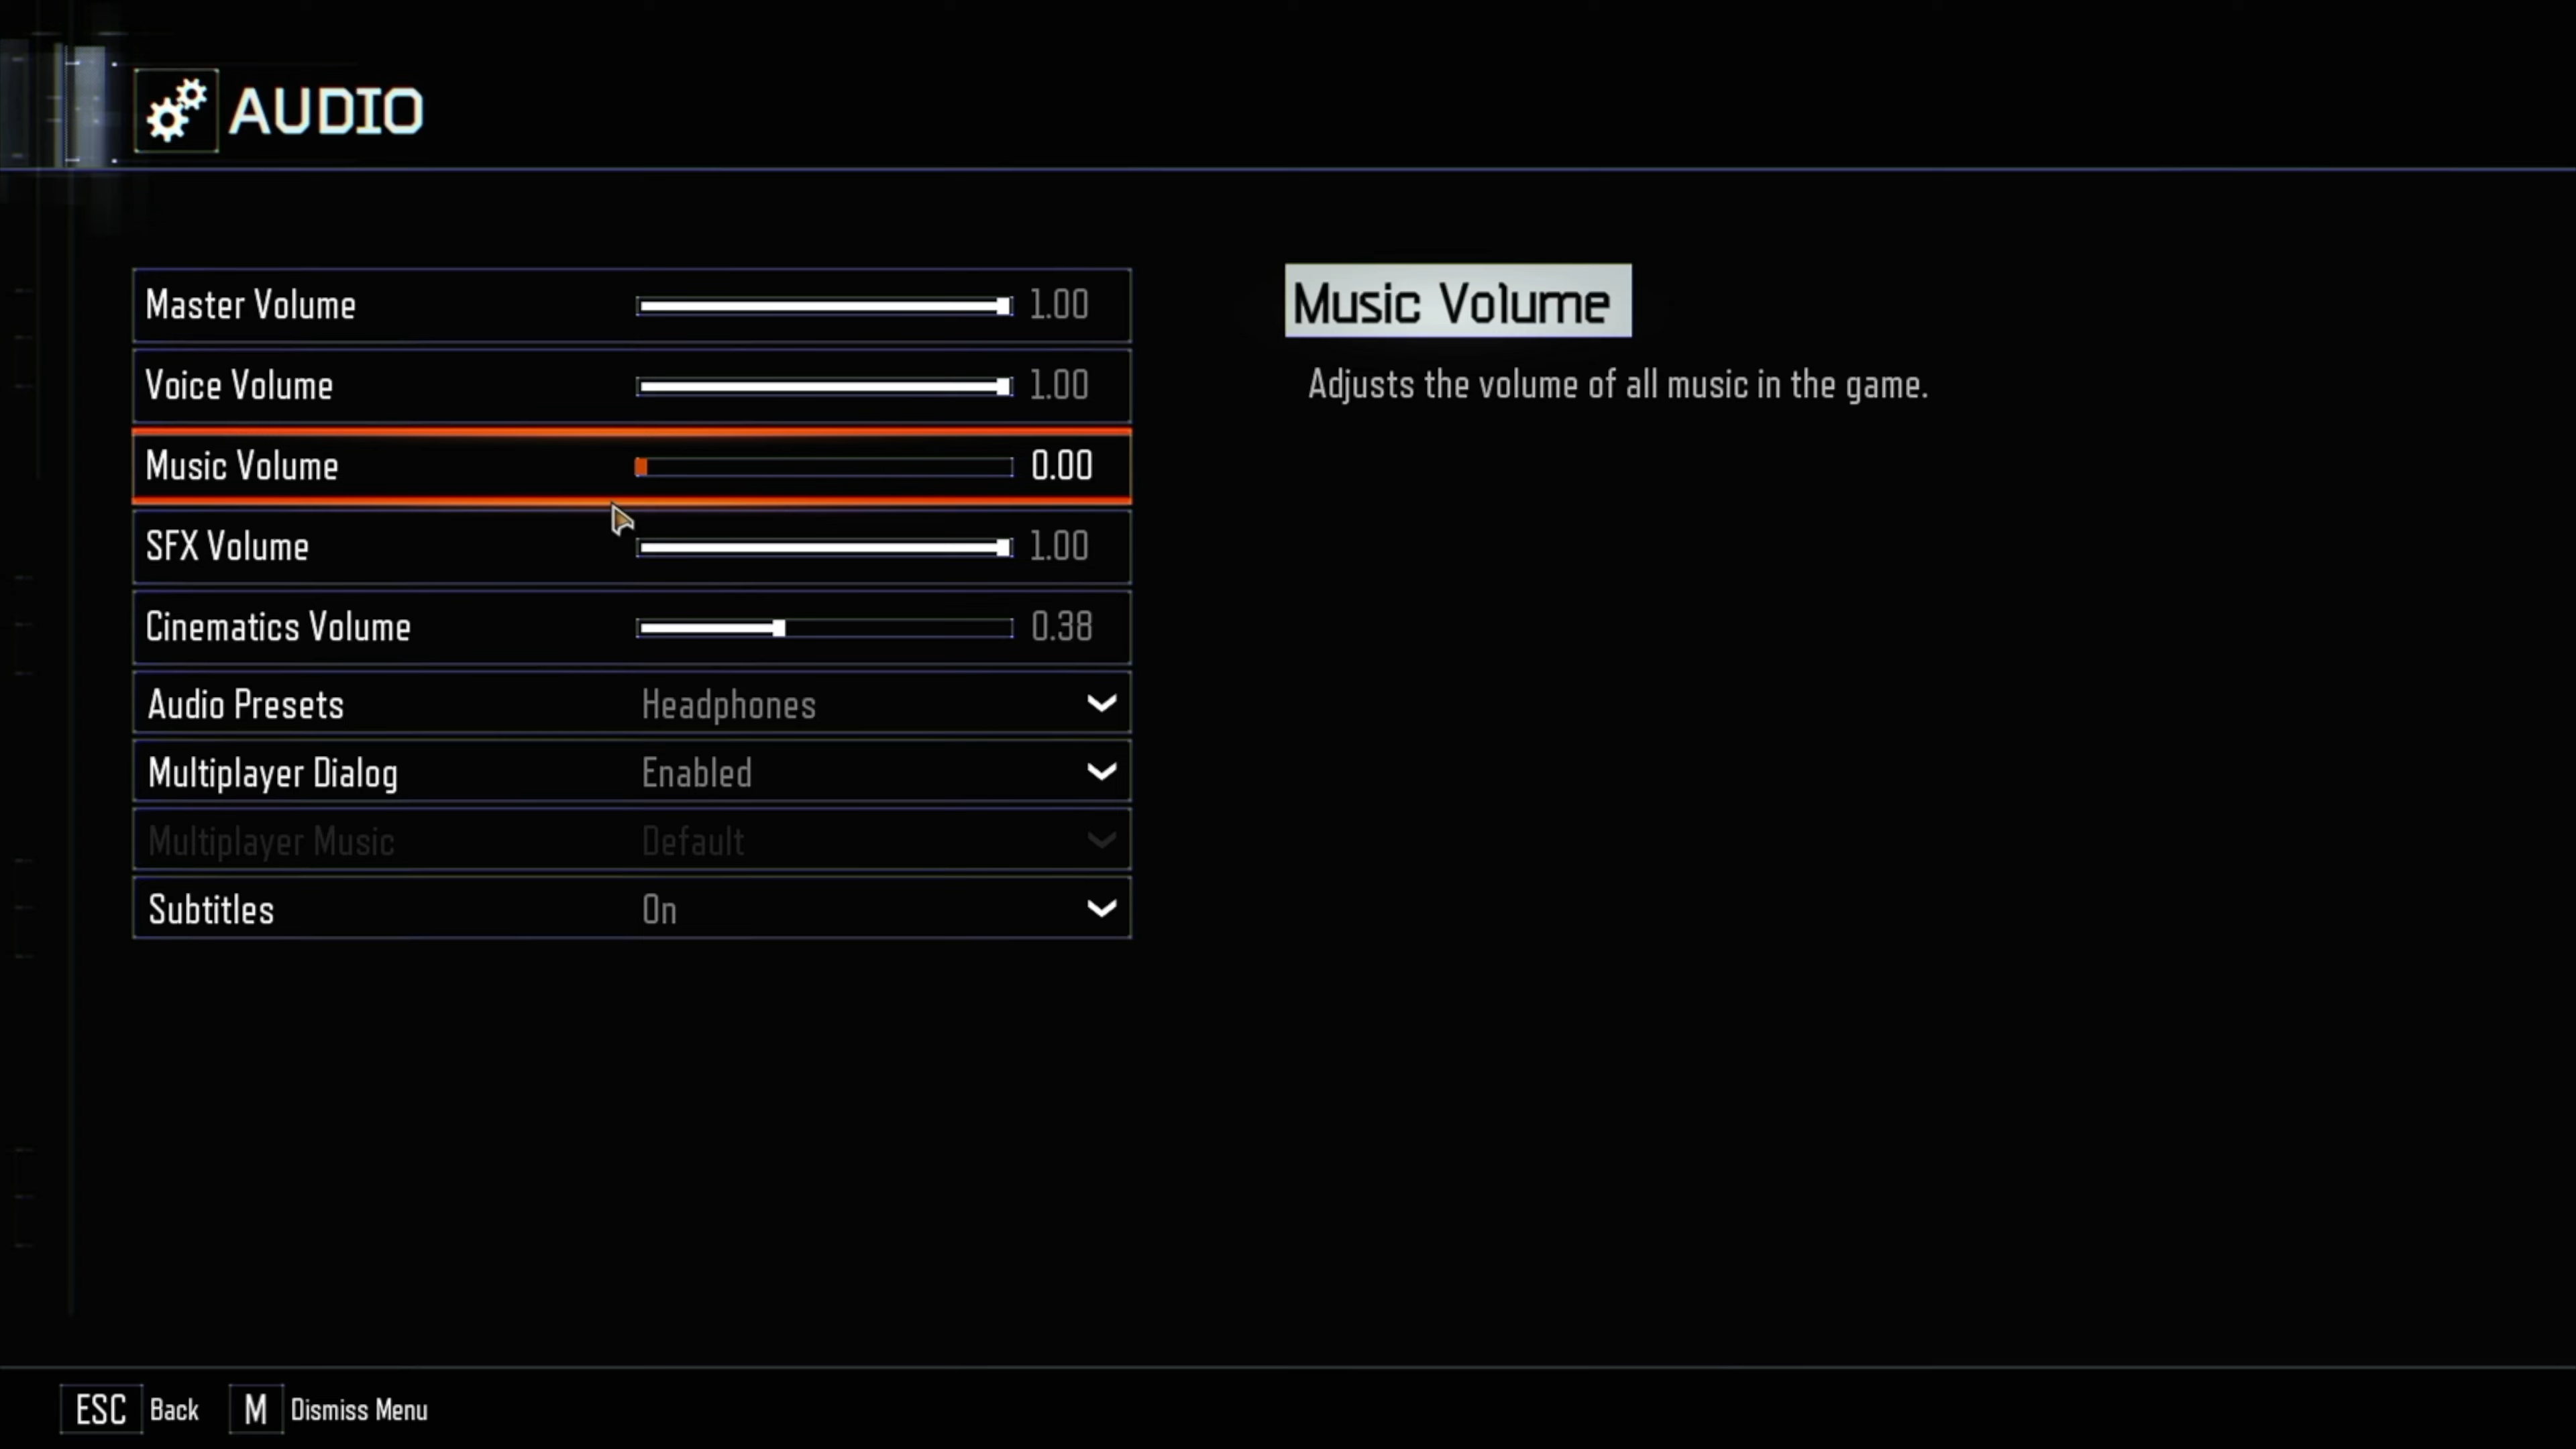 AUDIO
Master Volume 1.00
Voice Volume 1.00
Music Volume 0.00
SFX Volume 1.00
Cinematics Volume 0.38
Audio Presets Headphones
Multiplayer Dialog Enabled
Multiplayer Music Default
Subtitles On
Music Volume
Adjusts the volume of all music in the game.
ESC Back M Dismiss Menu